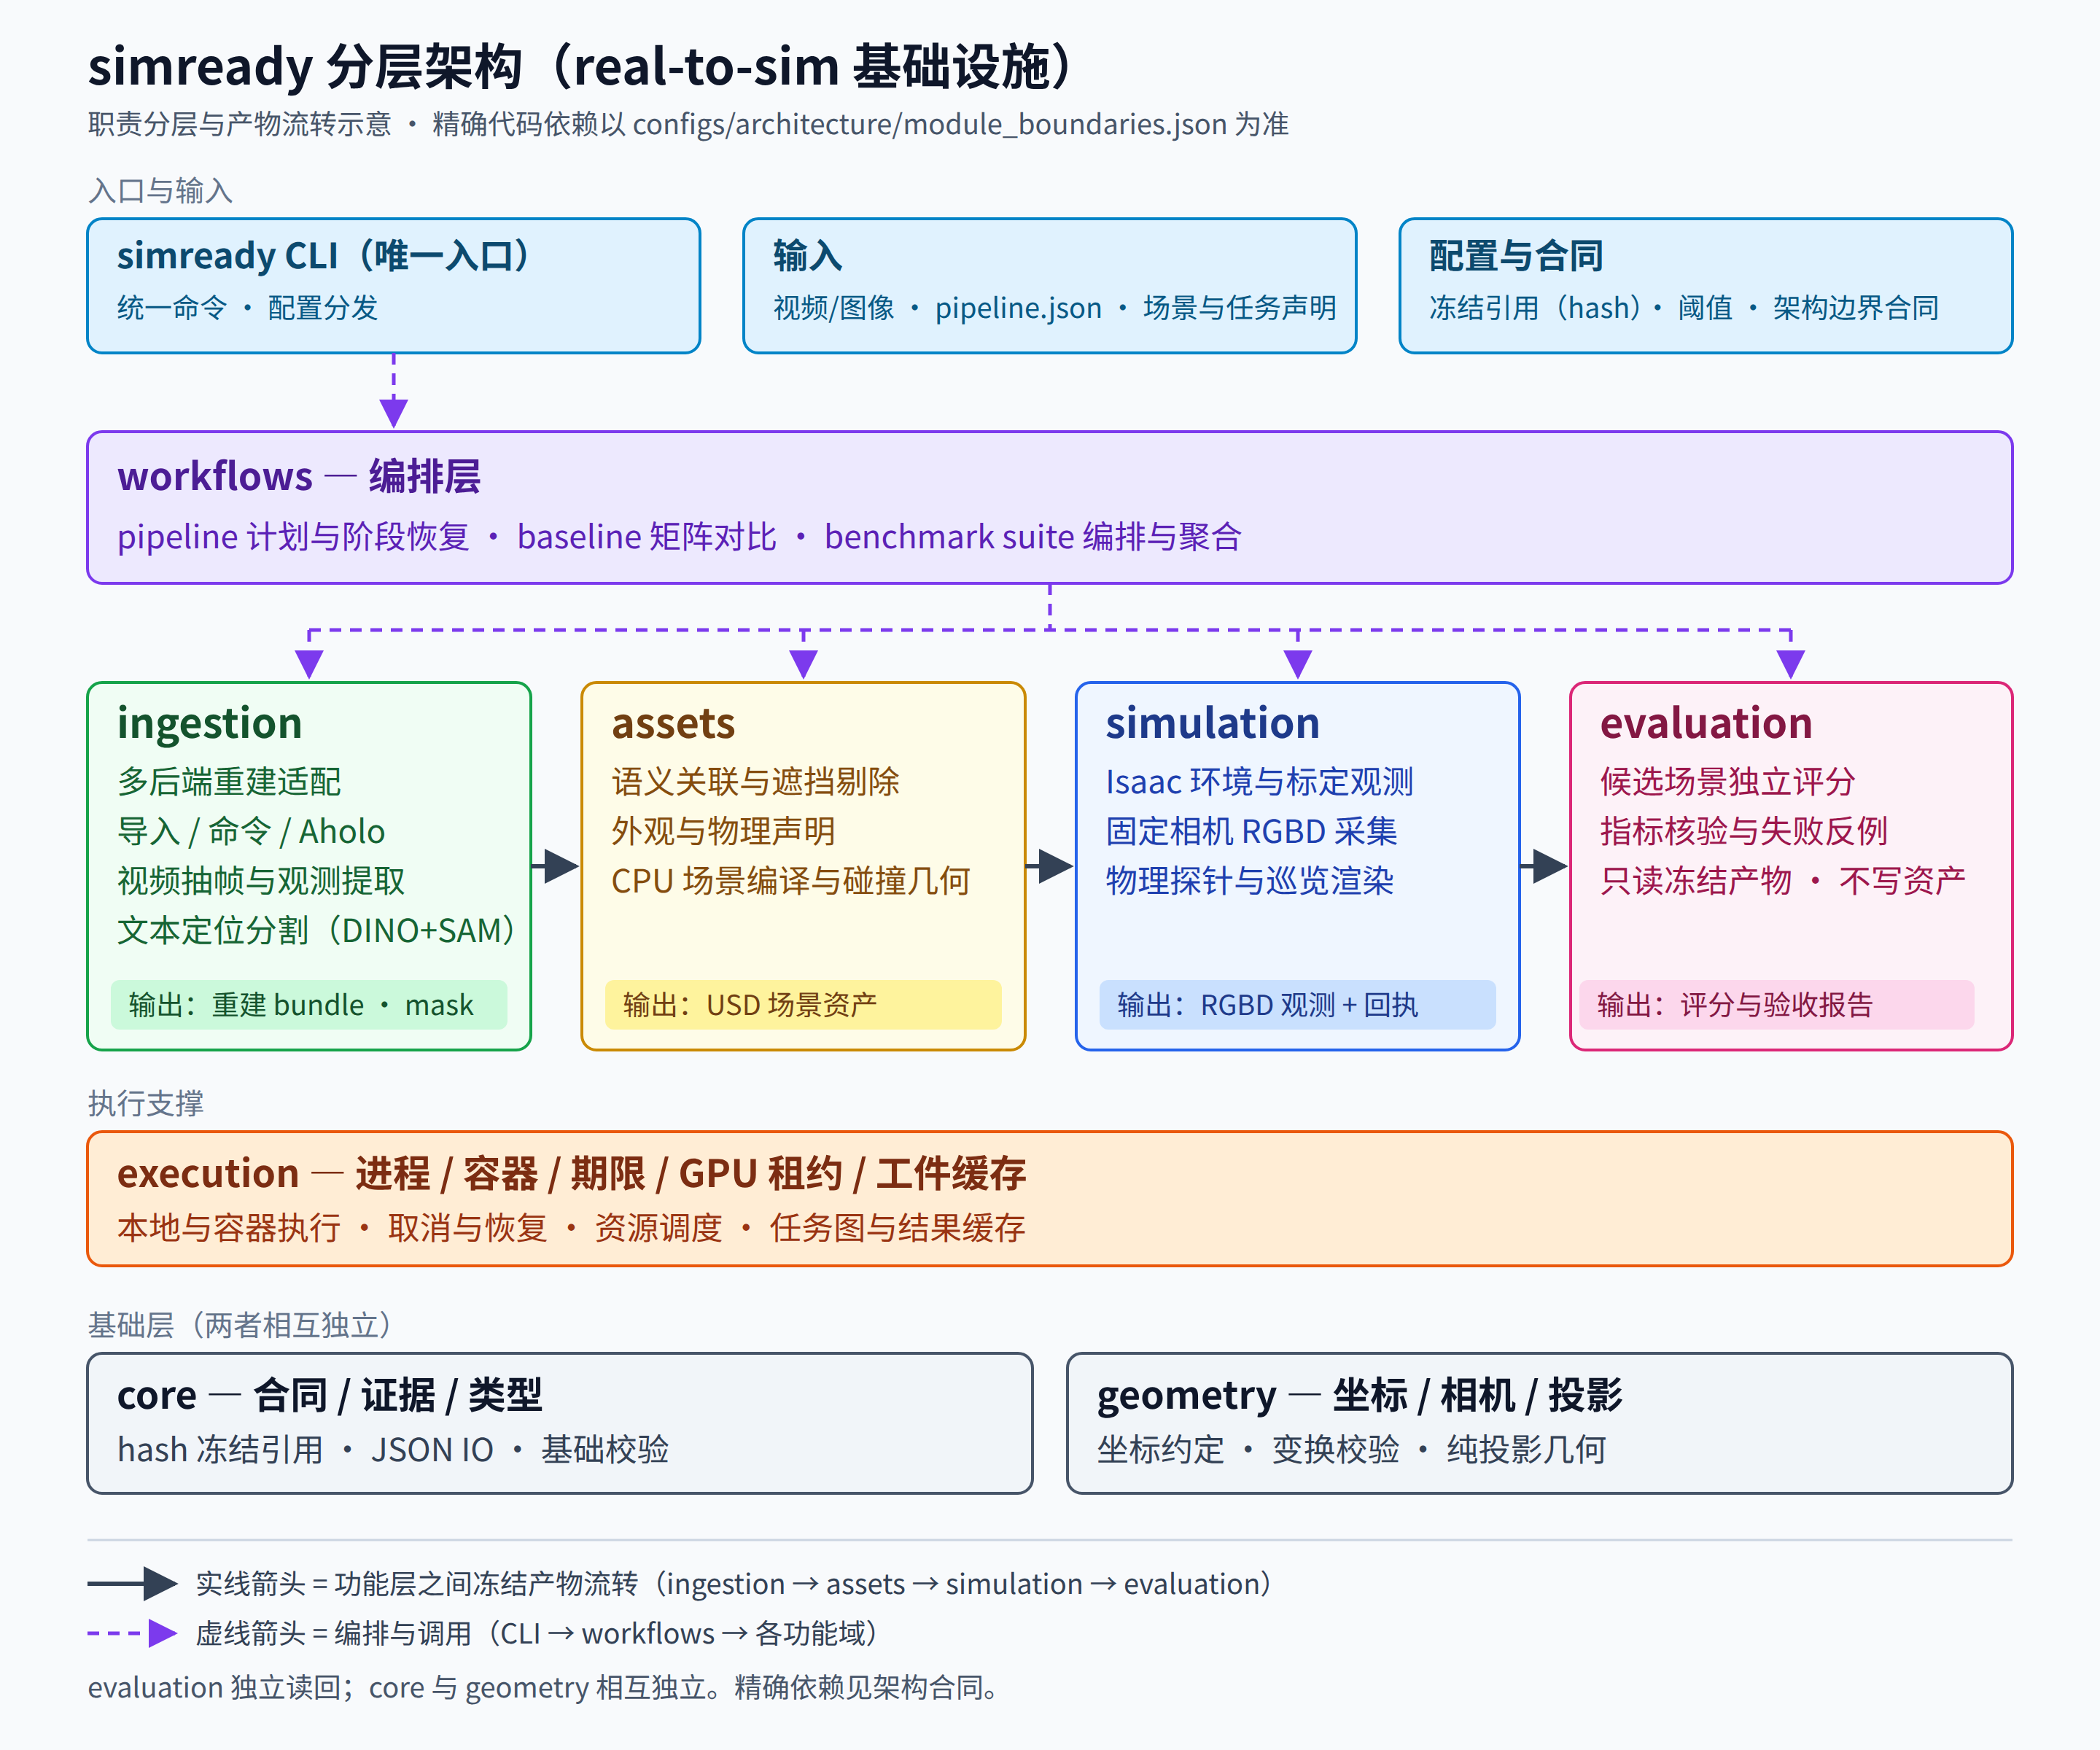 simready 分层架构（real-to-sim 基础设施）
职责分层与产物流转示意 · 精确代码依赖以 configs/architecture/module_boundaries.json 为准
入口与输入
simready CLI（唯一入口）
统一命令 · 配置分发
输入
视频/图像 · pipeline.json · 场景与任务声明
配置与合同
冻结引用（hash）· 阈值 · 架构边界合同
workflows — 编排层
pipeline 计划与阶段恢复 · baseline 矩阵对比 · benchmark suite 编排与聚合
ingestion
多后端重建适配
导入 / 命令 / Aholo
视频抽帧与观测提取
文本定位分割（DINO+SAM）
输出：重建 bundle · mask
assets
语义关联与遮挡剔除
外观与物理声明
CPU 场景编译与碰撞几何
输出：USD 场景资产
simulation
Isaac 环境与标定观测
固定相机 RGBD 采集
物理探针与巡览渲染
输出：RGBD 观测 + 回执
evaluation
候选场景独立评分
指标核验与失败反例
只读冻结产物 · 不写资产
输出：评分与验收报告
执行支撑
execution — 进程 / 容器 / 期限 / GPU 租约 / 工件缓存
本地与容器执行 · 取消与恢复 · 资源调度 · 任务图与结果缓存
基础层（两者相互独立）
core — 合同 / 证据 / 类型
hash 冻结引用 · JSON IO · 基础校验
geometry — 坐标 / 相机 / 投影
坐标约定 · 变换校验 · 纯投影几何
实线箭头 = 功能层之间冻结产物流转（ingestion → assets → simulation → evaluation）
虚线箭头 = 编排与调用（CLI → workflows → 各功能域）
evaluation 独立读回；core 与 geometry 相互独立。精确依赖见架构合同。